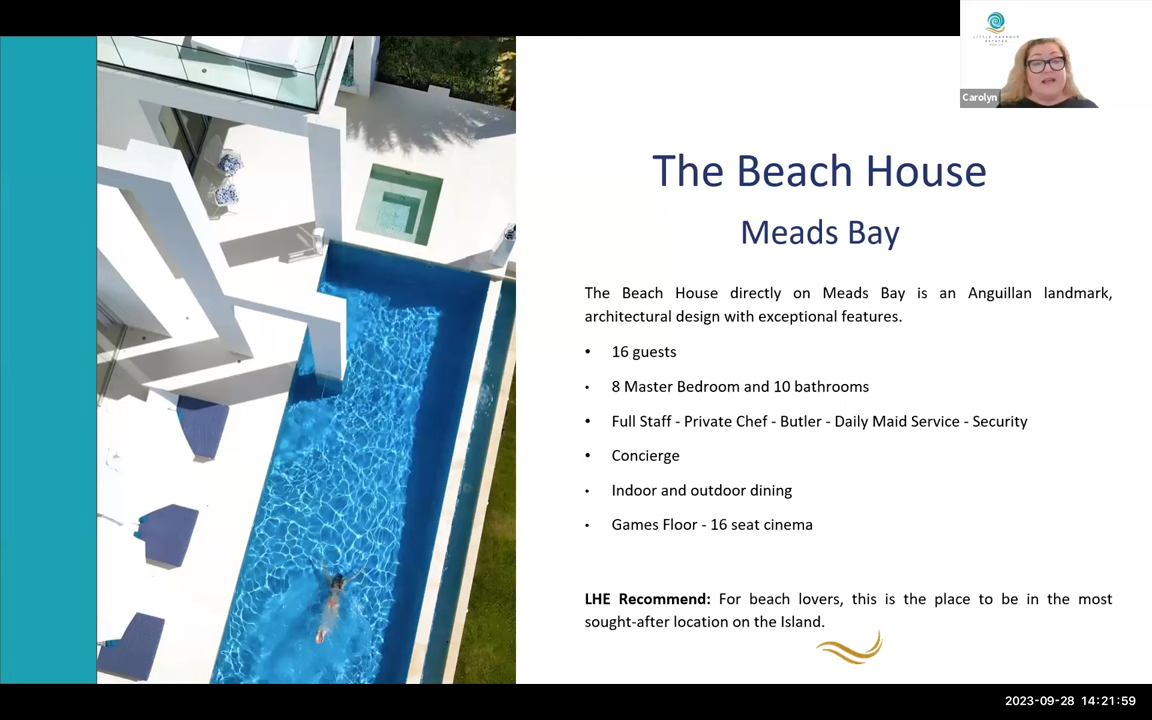 LITTLE HARBOUR
ESTATES
Carolyn
The Beach House
Meads Bay
The Beach House directly on Meads Bay is an Anguillan landmark,
architectural design with exceptional features.
• 16 guests
• 8 Master Bedroom and 10 bathrooms
• Full Staff - Private Chef - Butler - Daily Maid Service - Security
• Concierge
• Indoor and outdoor dining
• Games Floor - 16 seat cinema
LHE Recommend: For beach lovers, this is the place to be in the most
sought-after location on the Island.
2023-09-28 14:21:59